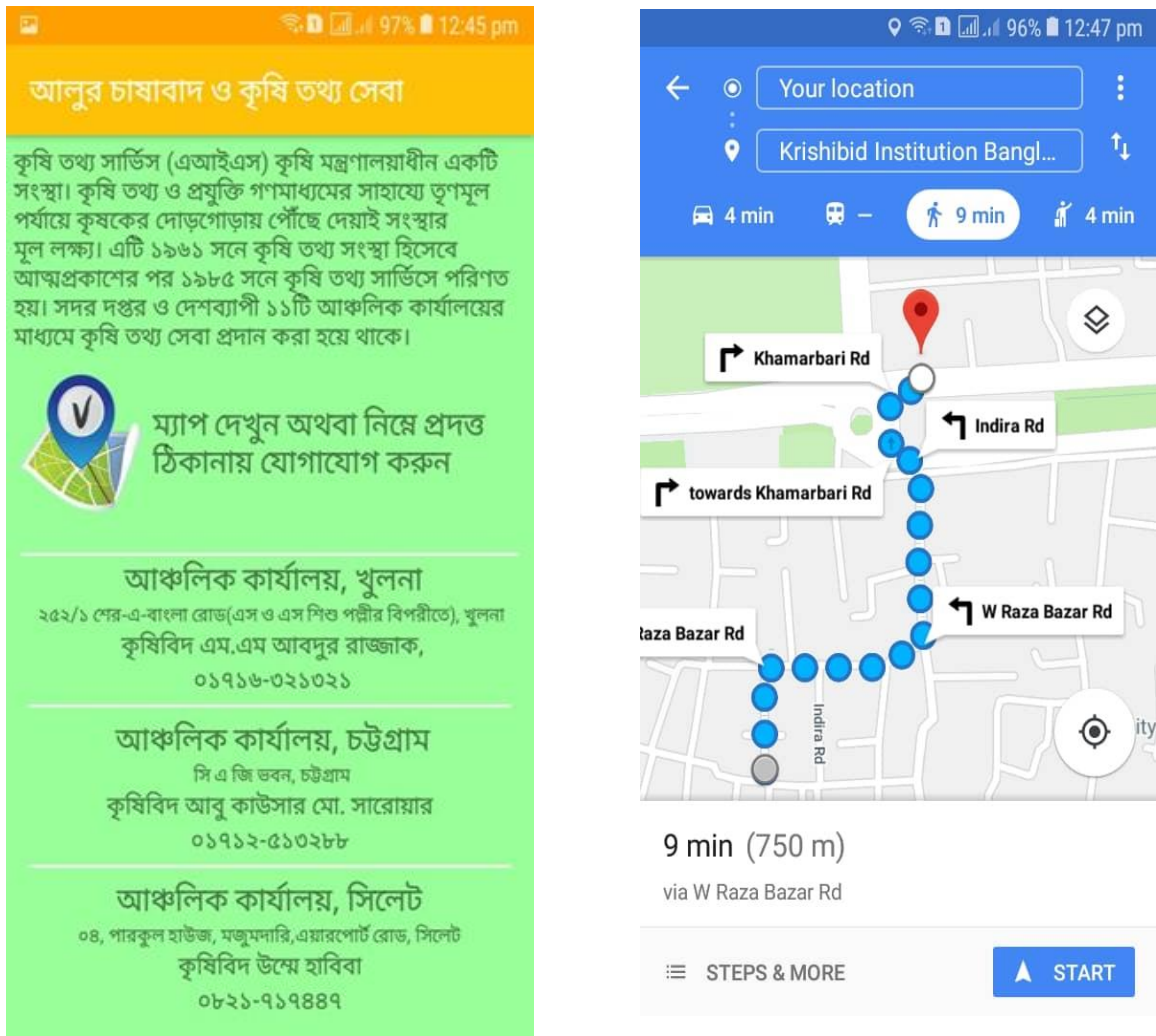 97% 12:45 pm
আলুর চাষাবাদ ও কৃষি তথ্য সেবা
কৃষি তথ্য সার্ভিস (এআইএস) কৃষি মন্ত্রণালয়াধীন একটি
সংস্থা। কৃষি তথ্য ও প্রযুক্তি গণমাধ্যমের সাহায্যে তৃণমূল
পর্যায়ে কৃষকের দোড়গোড়ায় পৌঁছে দেয়াই সংস্থার
মূল লক্ষ্য। এটি ১৯৬১ সনে কৃষি তথ্য সংস্থা হিসেবে
আত্মপ্রকাশের পর ১৯৮৫ সনে কৃষি তথ্য সার্ভিসে পরিণত
হয়। সদর দপ্তর ও দেশব্যাপী ১১টি আঞ্চলিক কার্যালয়ের
মাধ্যমে কৃষি তথ্য সেবা প্রদান করা হয়ে থাকে।
ম্যাপ দেখুন অথবা নিম্নে প্রদত্ত
ঠিকানায় যোগাযোগ করুন
আঞ্চলিক কার্যালয়, খুলনা
২৫২/১ শের-এ-বাংলা রোড(এস ও এস শিশু পল্লীর বিপরীতে), খুলনা
কৃষিবিদ এম.এম আবদুর রাজ্জাক,
০১৭১৬-৩২১৩২১
আঞ্চলিক কার্যালয়, চট্টগ্রাম
সি এ জি ভবন, চট্টগ্রাম
কৃষিবিদ আবু কাউসার মো. সারোয়ার
০১৭১২-৫১৩২৮৮
আঞ্চলিক কার্যালয়, সিলেট
০৪, পারকুল হাউজ, মজুমদারি,এয়ারপোর্ট রোড, সিলেট
কৃষিবিদ উম্মে হাবিবা
০৮২১-৭১৭৪৪৭
96% 12:47 pm
Your location
Krishibid Institution Bangl...
4 min – 9 min 4 min
Khamarbari Rd
Indira Rd
towards Khamarbari Rd
W Raza Bazar Rd
Raza Bazar Rd
Indira Rd
ity
9 min (750 m)
via W Raza Bazar Rd
STEPS & MORE START